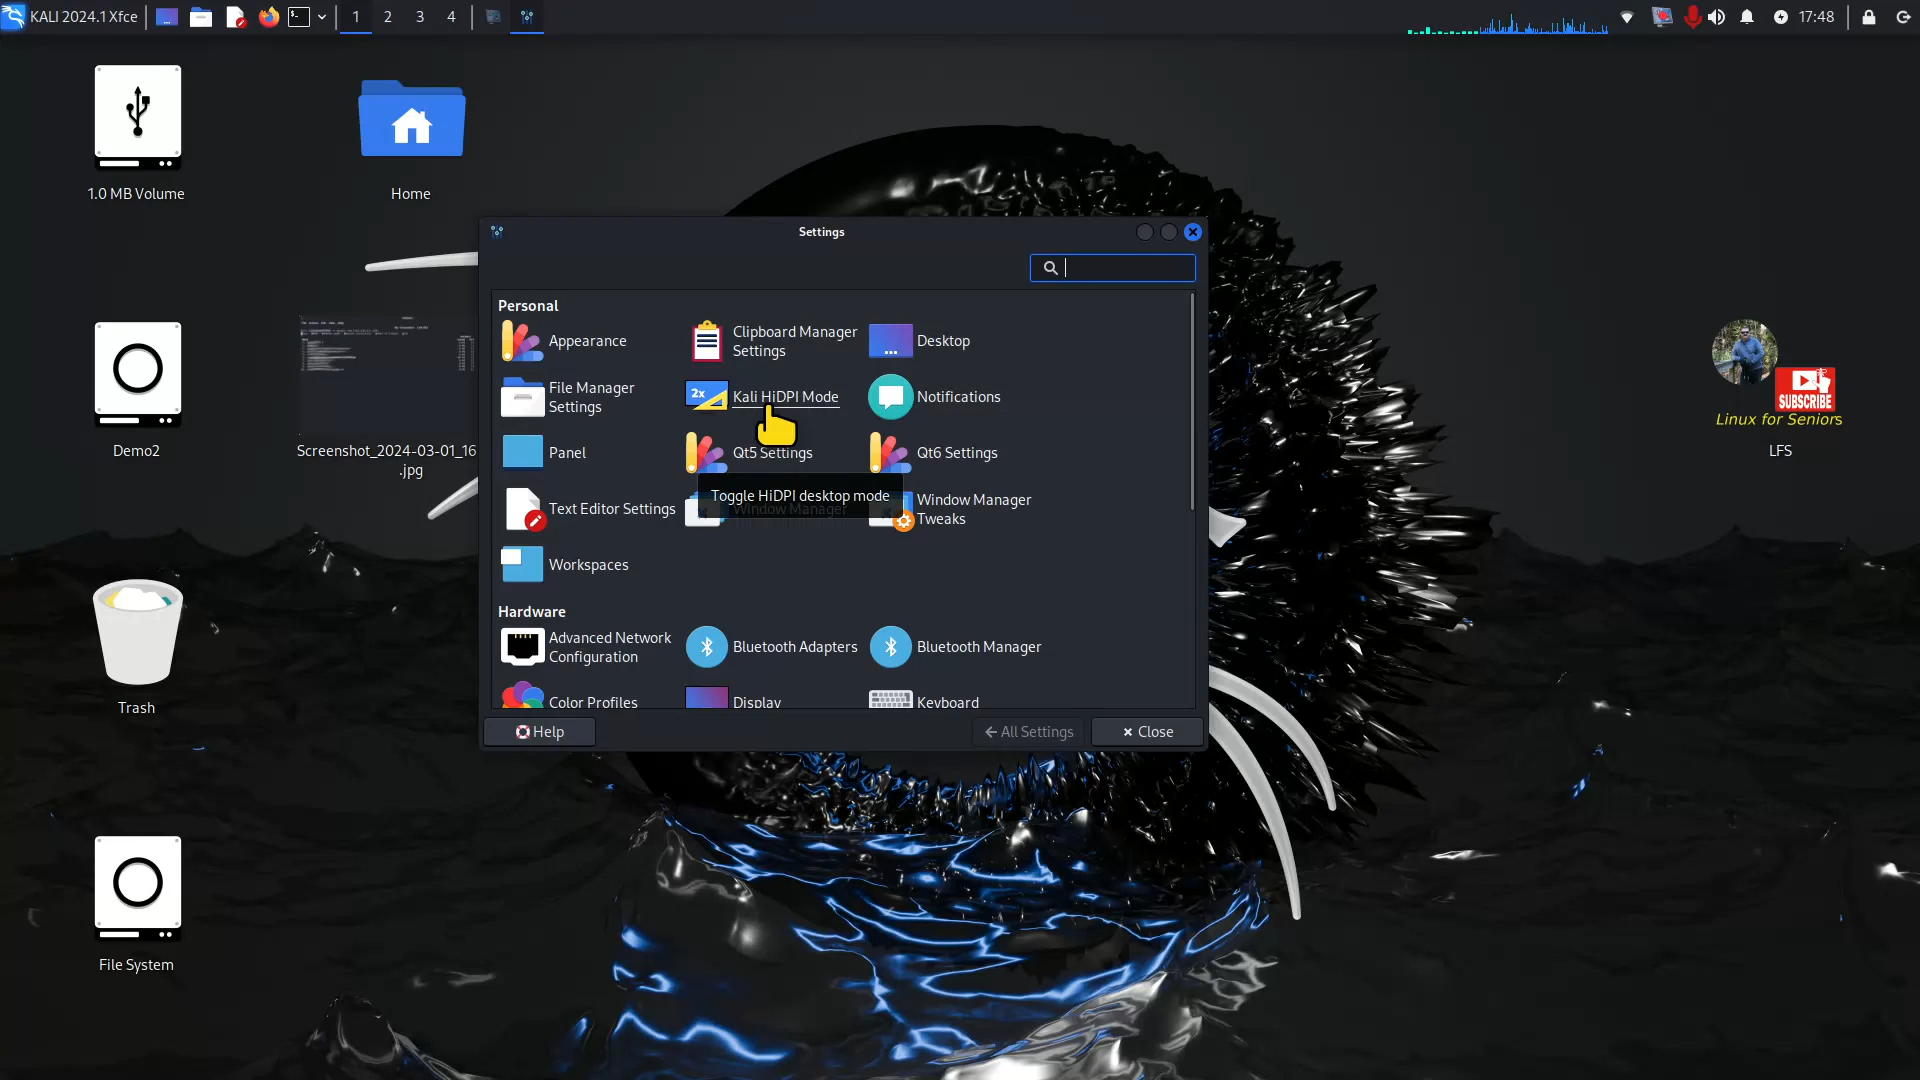 KALI 2024.1 Xfce
1
2
3
4
17:48
1.0 MB Volume
Home
Settings
Personal
Appearance
Clipboard Manager
Settings
Desktop
File Manager
Settings
2x
Kali HiDPI Mode
Notifications
Panel
Qt5 Settings
Qt6 Settings
Toggle HiDPI desktop mode
Text Editor Settings
Window Manager
Window Manager
Tweaks
Workspaces
Hardware
Advanced Network
Configuration
Bluetooth Adapters
Bluetooth Manager
Color Profiles
Display
Keyboard
Help
All Settings
Close
Demo2
Screenshot_2024-03-01_16
.jpg
SUBSCRIBE
Linux for Seniors
LFS
Trash
File System